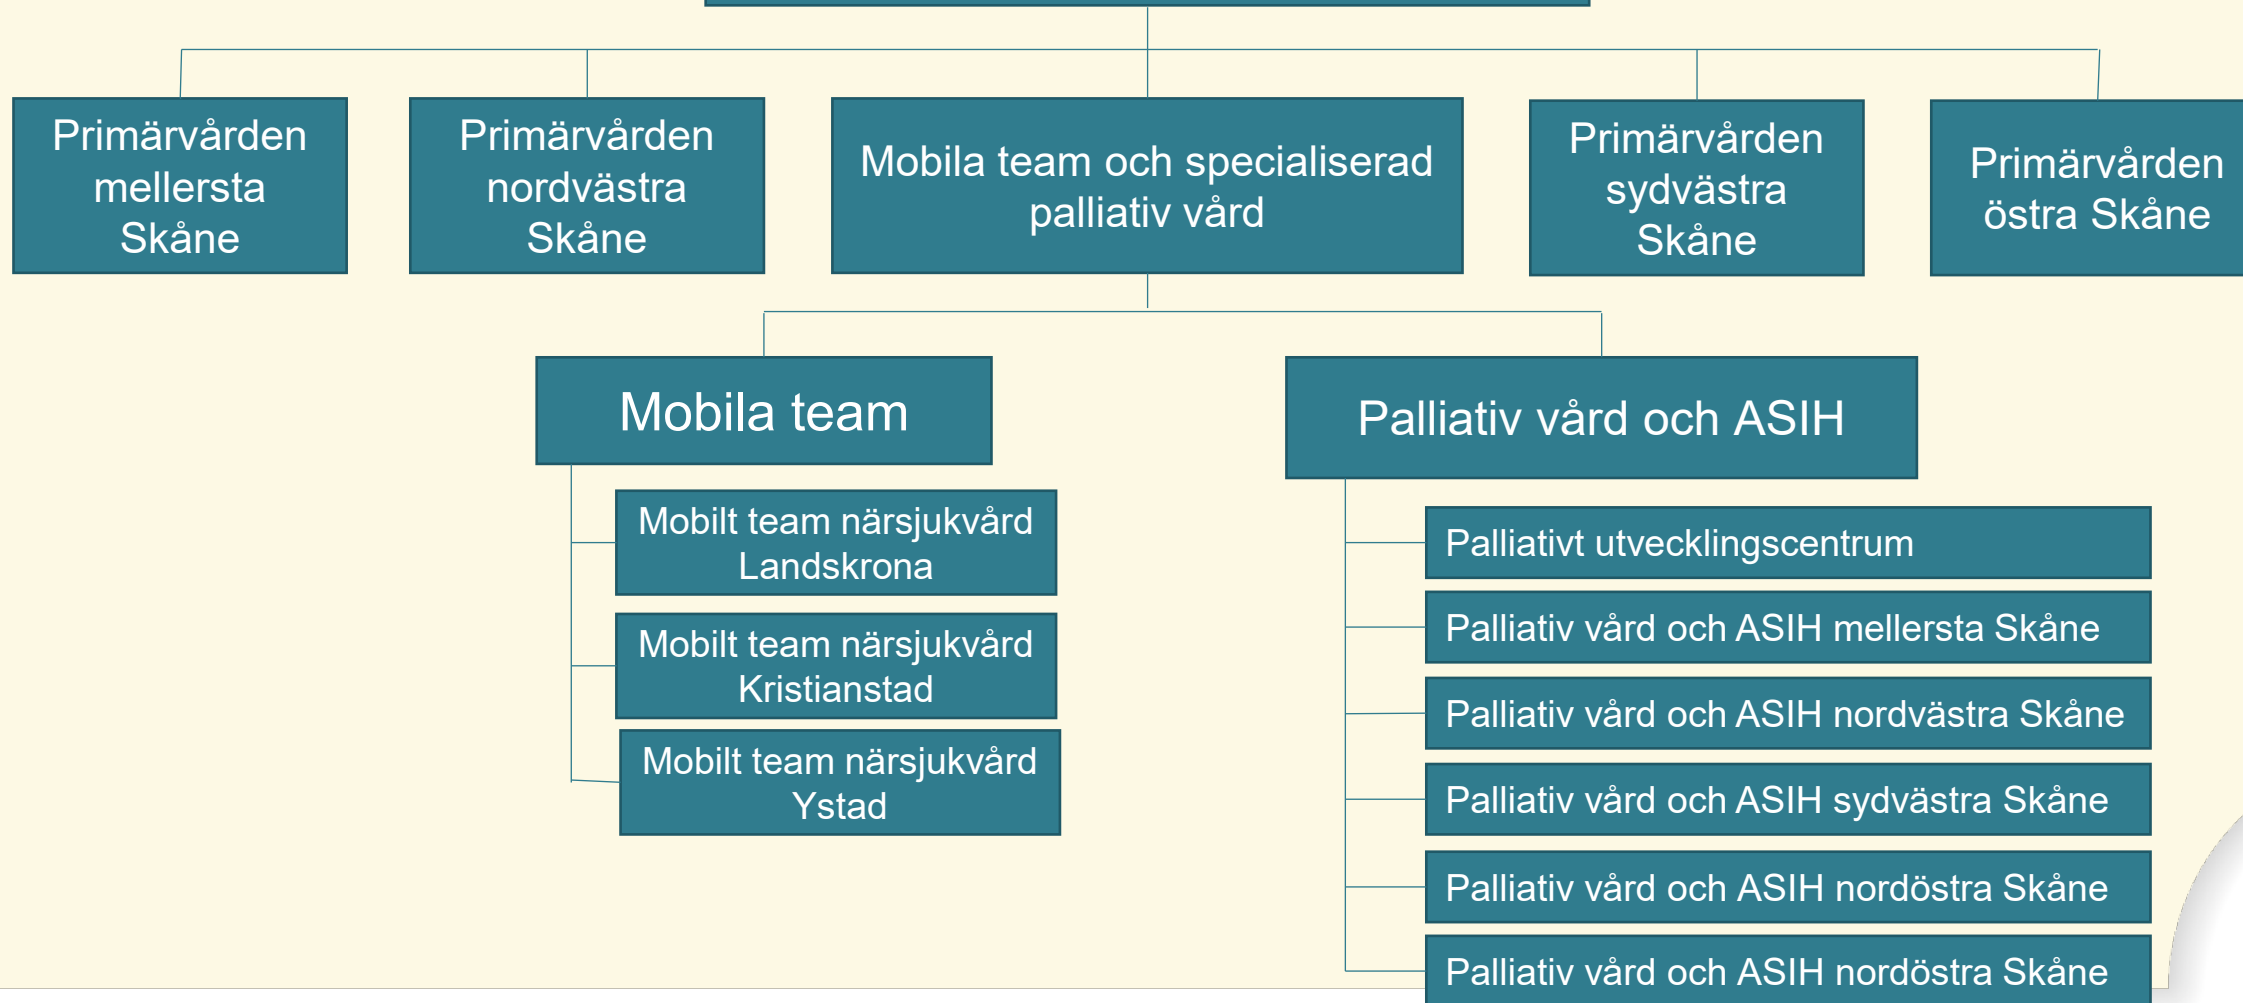 Primärvården
mellersta
Skåne
Primärvården
nordvästra
Skåne
Mobila team och specialiserad
palliativ vård
Primärvården
sydvästra
Skåne
Primärvården
östra Skåne
Mobila team
Mobilt team närsjukvård
Landskrona
Mobilt team närsjukvård
Kristianstad
Mobilt team närsjukvård
Ystad
Palliativ vård och ASIH
Palliativt utvecklingscentrum
Palliativ vård och ASIH mellersta Skåne
Palliativ vård och ASIH nordvästra Skåne
Palliativ vård och ASIH sydvästra Skåne
Palliativ vård och ASIH nordöstra Skåne
Palliativ vård och ASIH nordöstra Skåne